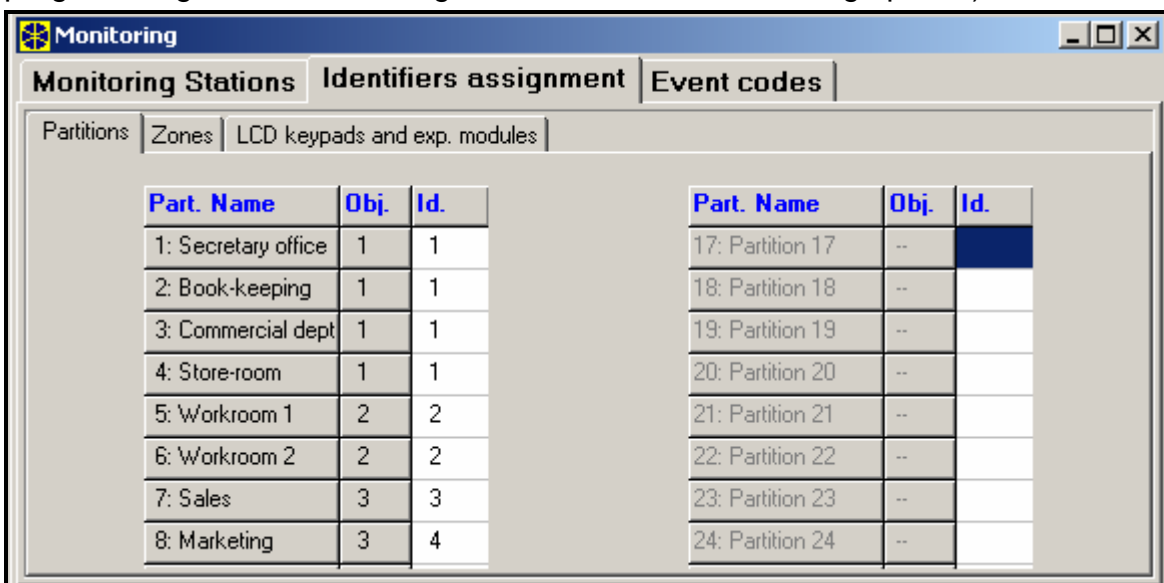 Monitoring
Monitoring Stations Identifiers assignment Event codes
Partitions Zones LCD keypads and exp. modules
Part. Name Obj. Id. Part. Name Obj. Id.
1: Secretary office 1 1 17: Partition 17 --
2: Book-keeping 1 1 18: Partition 18 --
3: Commercial dept 1 1 19: Partition 19 --
4: Store-room 1 1 20: Partition 20 --
5: Workroom 1 2 2 21: Partition 21 --
6: Workroom 2 2 2 22: Partition 22 --
7: Sales 3 3 23: Partition 23 --
8: Marketing 3 4 24: Partition 24 --